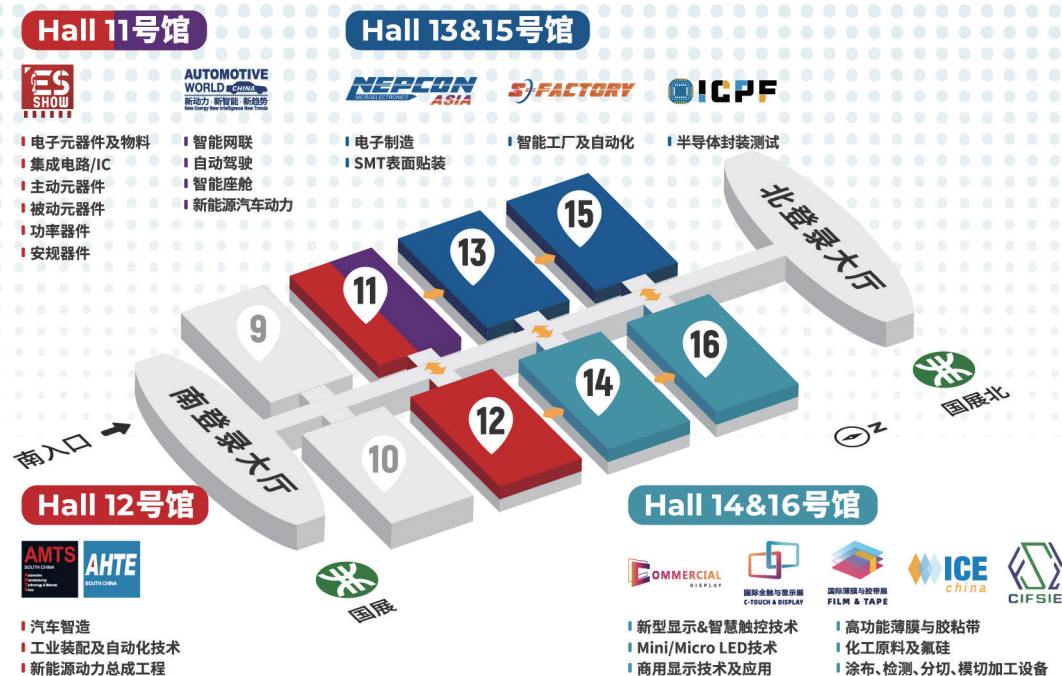 Hall 11号馆
ES
SHOW
AUTOMOTIVE
WORLD CHINA
新动力·新智能·新趋势
New Energy New Intelligence New Trends
电子元器件及物料
集成电路/IC
主动元器件
被动元器件
功率器件
安规器件
智能网联
自动驾驶
智能座舱
新能源汽车动力
Hall 13&15号馆
NEPCON
MICROELECTRONICS
ASIA
S-FACTORY
ICPF
电子制造
SMT表面贴装
智能工厂及自动化
半导体封装测试
15
13
11
9
16
14
12
10
北登录大厅
南登录大厅
南入口
国展北
N
国展
Hall 12号馆
AMTS
SOUTH CHINA
Automotive
Manufacturing
Technology & Material
Show
AHTE
SOUTH CHINA
汽车智造
工业装配及自动化技术
新能源动力总成工程
Hall 14&16号馆
COMMERCIAL
DISPLAY
国际全触与显示展
C-TOUCH & DISPLAY
国际薄膜与胶带展
FILM & TAPE
ICE
china
CIFSIE
新型显示&智慧触控技术
Mini/Micro LED技术
商用显示技术及应用
高功能薄膜与胶粘带
化工原料及氟硅
涂布、检测、分切、模切加工设备